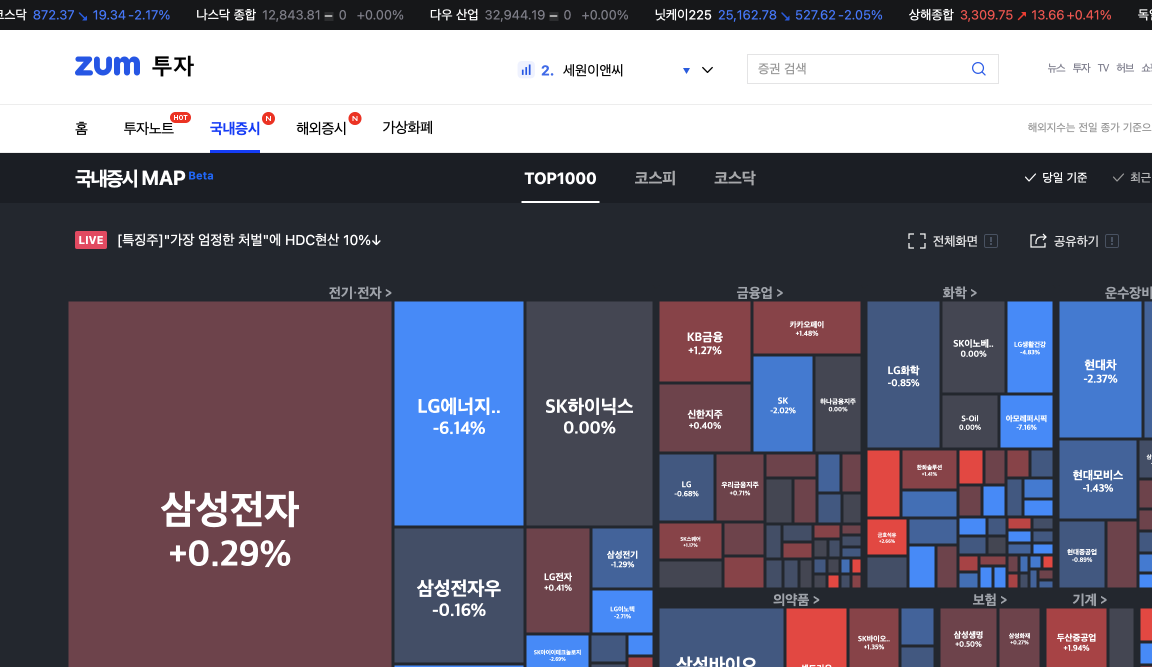 코스닥 872.37 ↘ 19.34 -2.17% 나스닥 종합 12,843.81 0 +0.00% 다우 산업 32,944.19 0 +0.00% 닛케이225 25,162.78 ↘ 527.62 -2.05% 상해종합 3,309.75 ↗ 13.66 +0.41% 독일
ZUM 투자
2. 세원이앤씨 ▼
증권 검색
뉴스 투자 TV 허브 쇼
홈 투자노트 HOT 국내증시 N 해외증시 N 가상화폐
해외지수는 전일 종가 기준으
국내증시 MAP Beta
TOP1000 코스피 코스닥
당일 기준 최근
LIVE [특징주]"가장 엄정한 처벌"에 HDC현산 10%↓
전체화면 ! 공유하기 !
전기·전자 >
삼성전자
+0.29%
LG에너지..
-6.14%
SK하이닉스
0.00%
삼성전자우
-0.16%
LG전자
+0.41%
삼성전기
-1.29%
LG이노텍
-2.71%
SK아이이테크놀로지
-2.69%
금융업 >
KB금융
+1.27%
카카오페이
+1.48%
신한지주
+0.40%
SK
-2.02%
하나금융지주
0.00%
LG
-0.68%
우리금융지주
+0.71%
SK스퀘어
+1.17%
화학 >
LG화학
-0.85%
SK이노베..
0.00%
LG생활건강
-4.83%
S-Oil
0.00%
아모레퍼시픽
-7.16%
한화솔루션
+1.41%
금호석유
+2.66%
운수장비
현대차
-2.37%
현대모비스
-1.43%
현대중공업
-0.89%
의약품 >
삼성바이오
SK바이오..
+1.35%
보험 >
삼성생명
+0.50%
삼성화재
+0.27%
기계 >
두산중공업
+1.94%